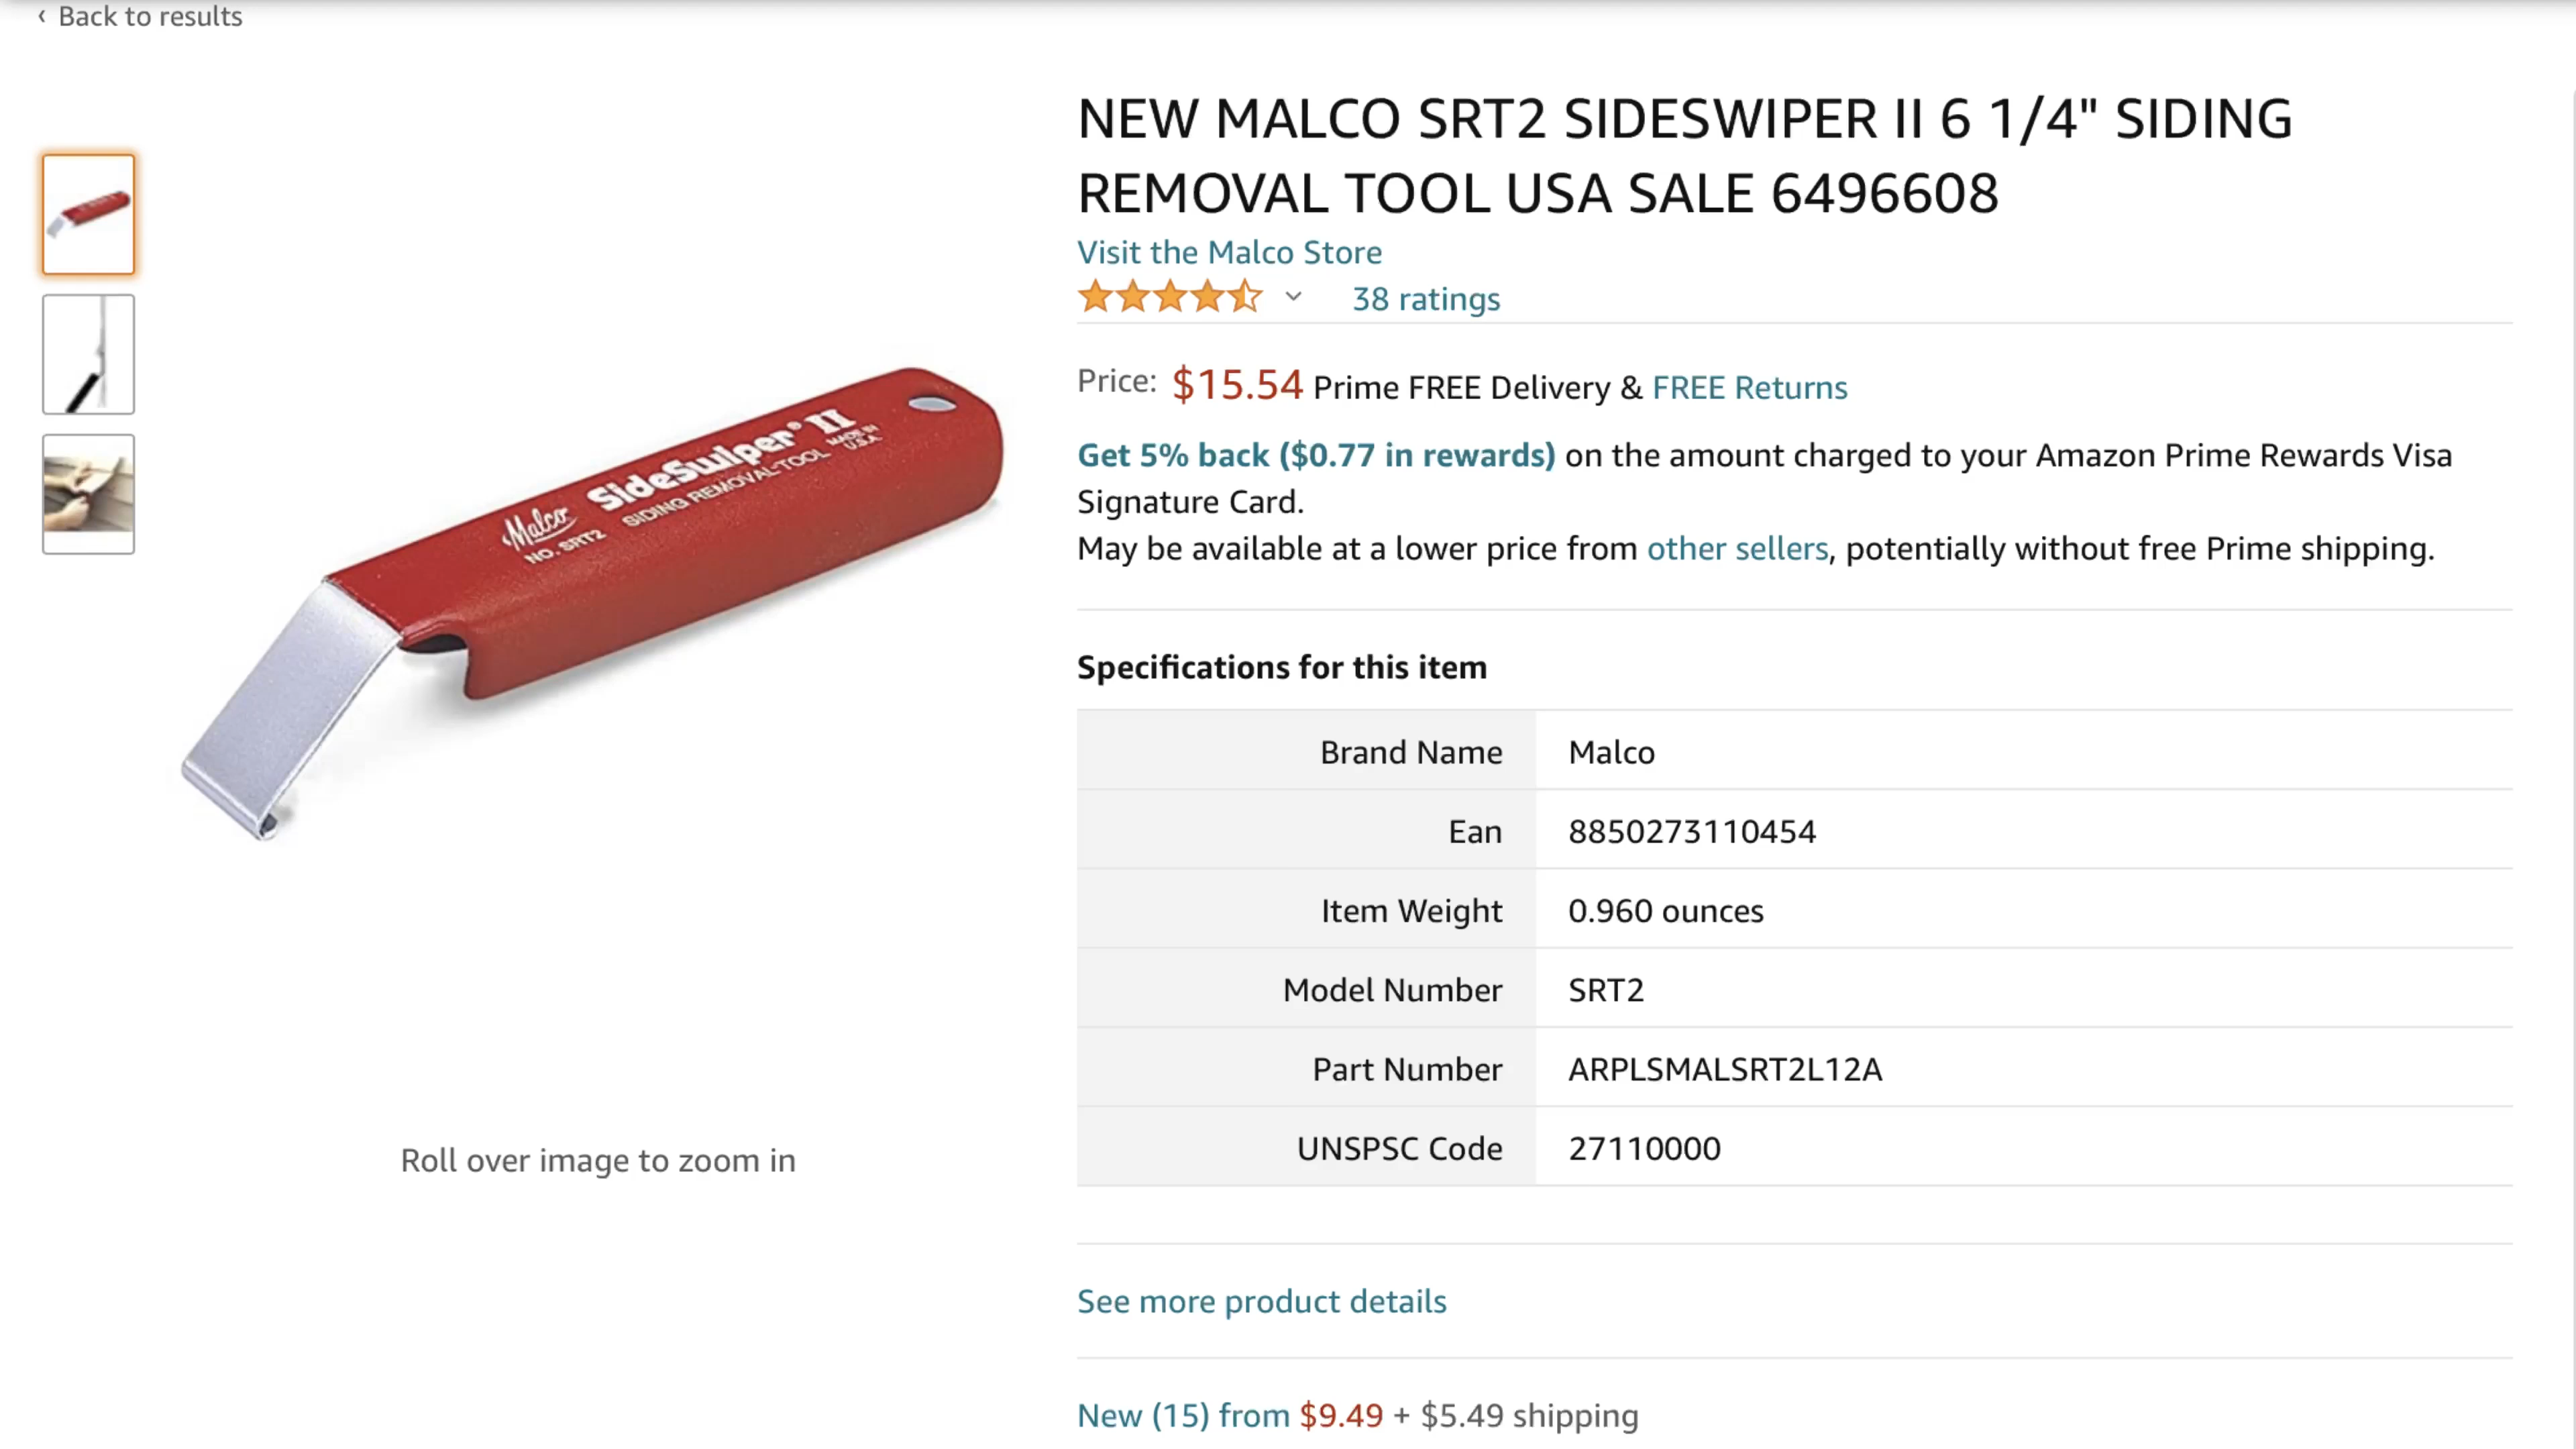 ‹ Back to results
NEW MALCO SRT2 SIDESWIPER II 6 1/4" SIDING
REMOVAL TOOL USA SALE 6496608
Visit the Malco Store
38 ratings
Price: $15.54 Prime FREE Delivery & FREE Returns
Get 5% back ($0.77 in rewards) on the amount charged to your Amazon Prime Rewards Visa
Signature Card.
May be available at a lower price from other sellers, potentially without free Prime shipping.
Malco
NO. SRT2
SideSwiper® II
SIDING REMOVAL TOOL
MADE IN
U.S.A.
Specifications for this item
Brand Name Malco
Ean 8850273110454
Item Weight 0.960 ounces
Model Number SRT2
Part Number ARPLSMALSRT2L12A
UNSPSC Code 27110000
Roll over image to zoom in
See more product details
New (15) from $9.49 + $5.49 shipping